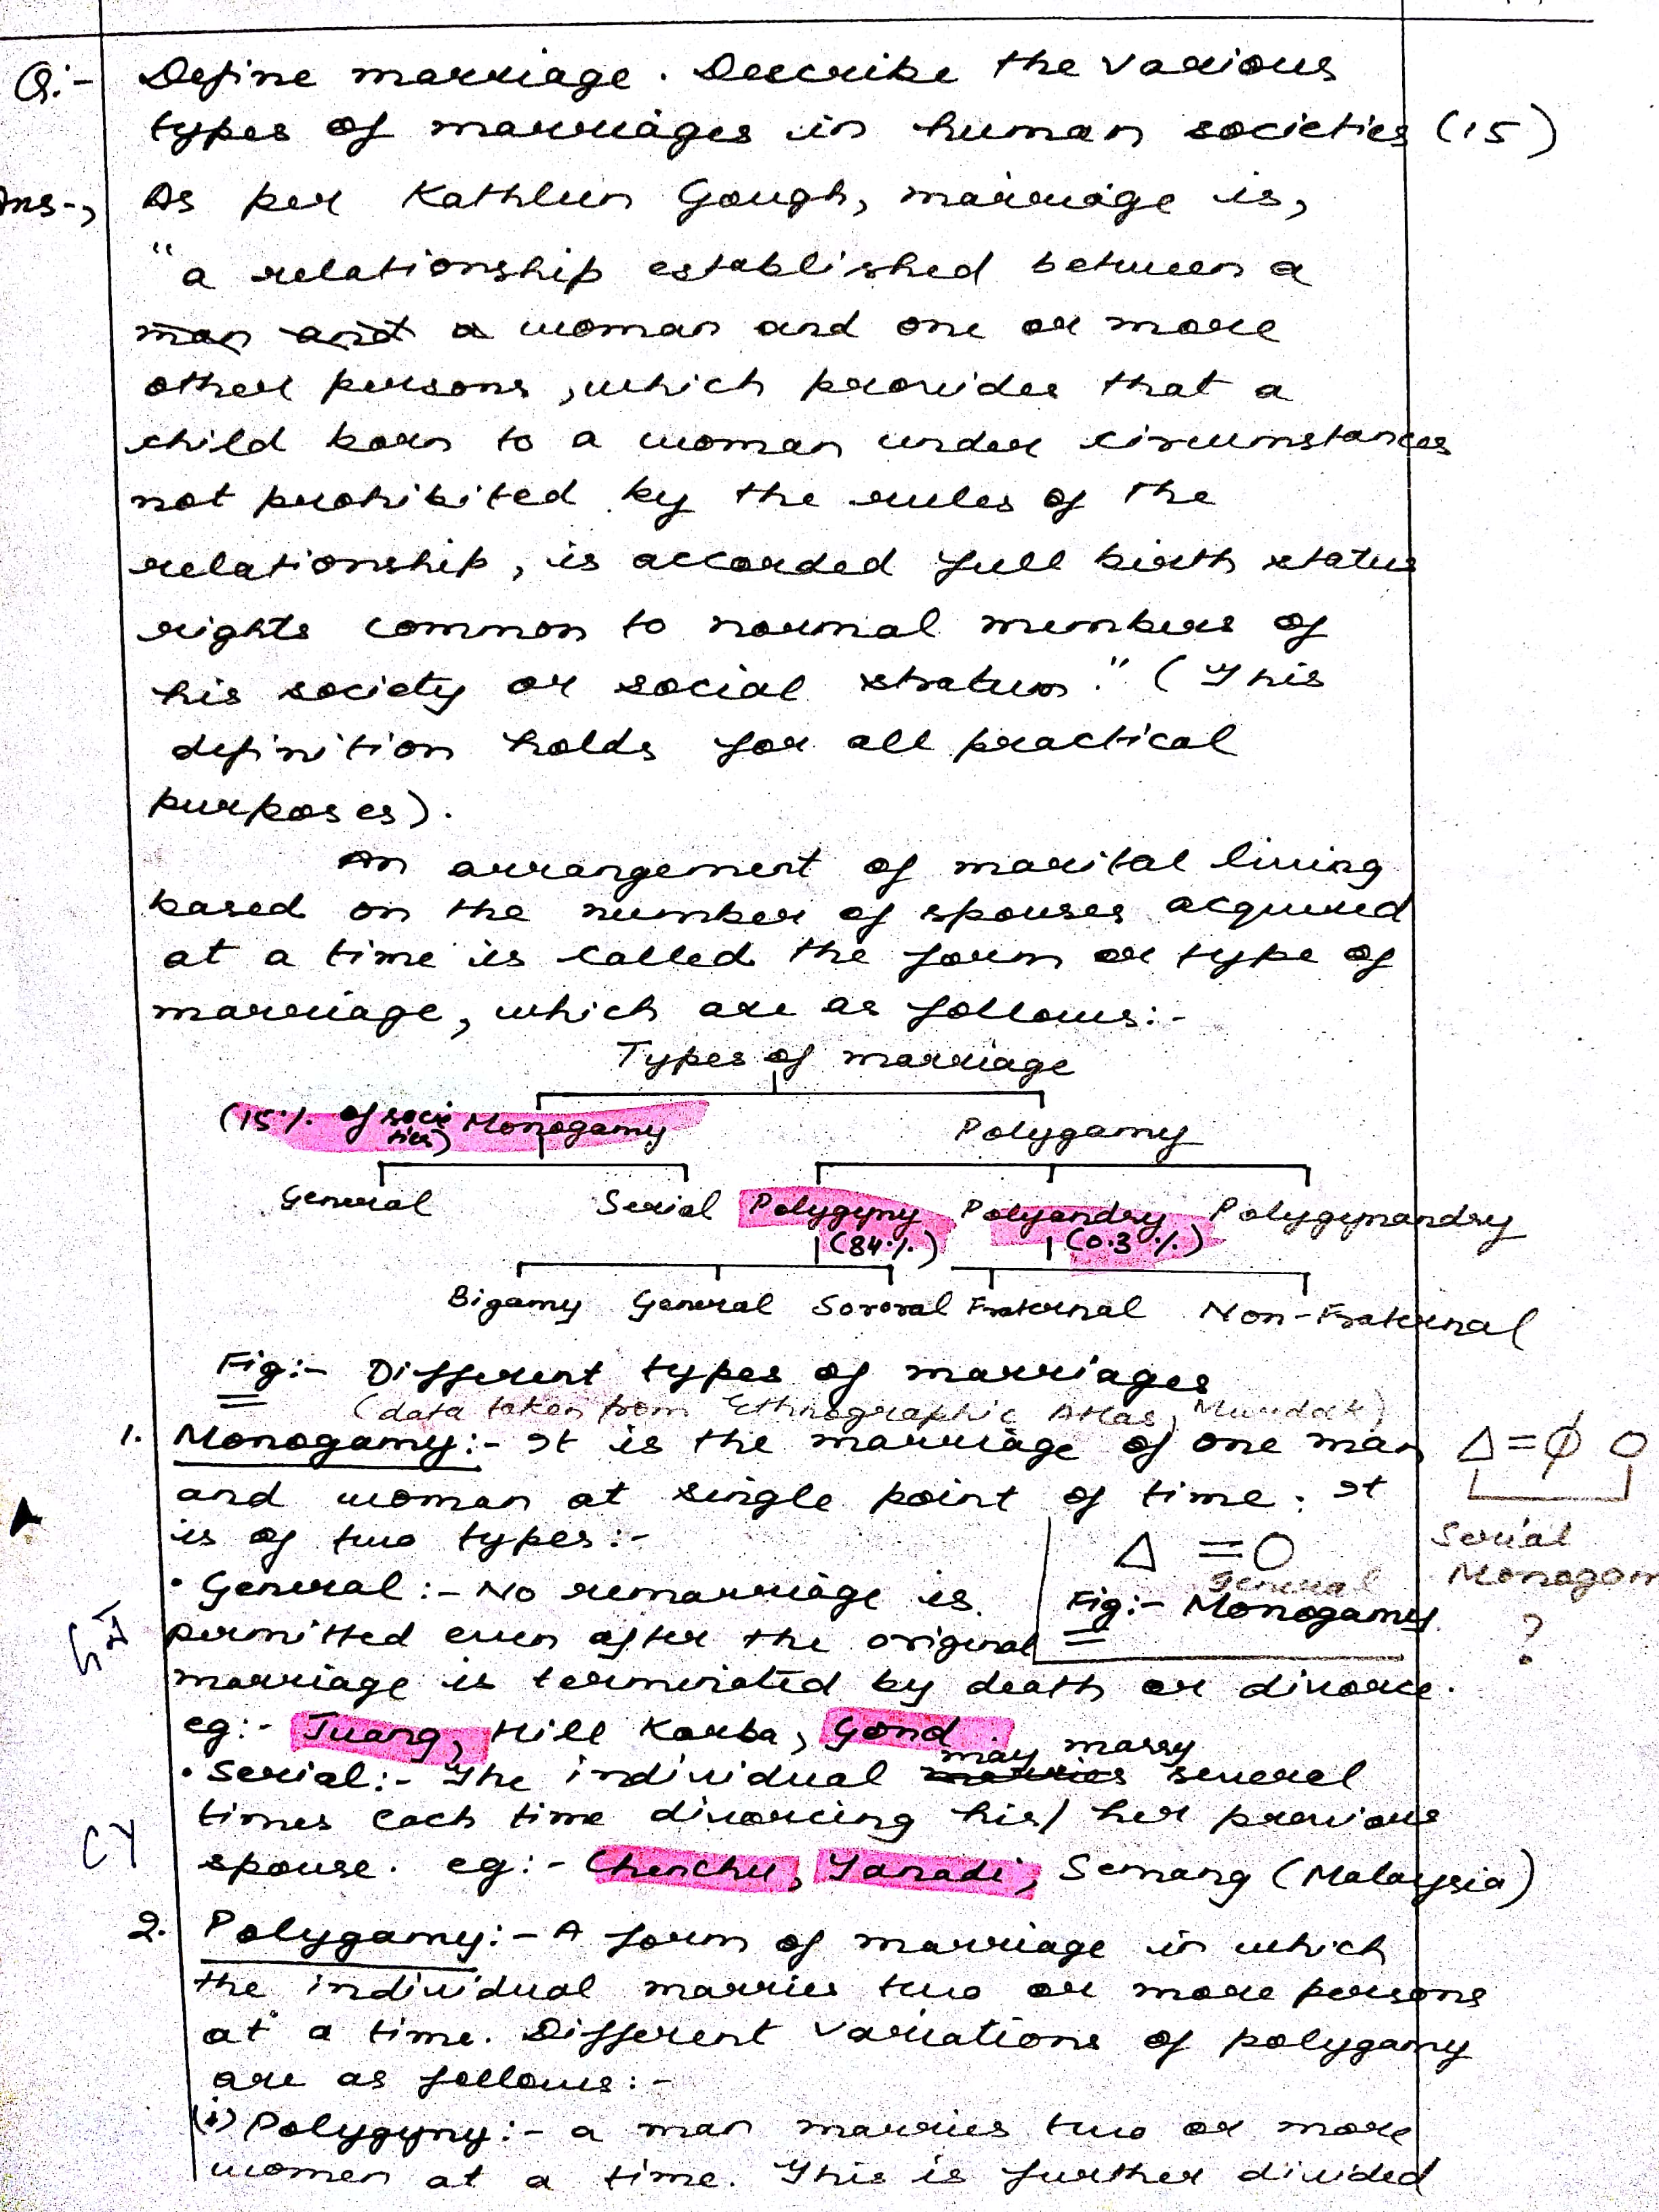 Q:- Define marriage. Describe the various
types of marriages in human societies (15)
Ans-, As per Kathleen Gough, marriage is,
"a relationship established between a
man and a woman and one or more
other persons, which provides that a
child born to a woman under circumstances
not prohibited by the rules of the
relationship, is accorded full birth status
rights common to normal members of
his society or social stratum." (This
definition holds for all practical
purposes).
An arrangement of marital living
based on the number of spouses acquired
at a time is called the form or type of
marriage, which are as follows:-
Types of marriage
(15% of societies) Monogamy Polygamy
General Serial Polygyny (84%) Polyandry (0.3%) Polygynandry
Bigamy General Sororal Fraternal Non-Fraternal
Fig:- Different types of marriages
(data taken from Ethnographic Atlas, Murdock)
1. Monogamy:- It is the marriage of one man
and woman at single point of time. It
is of two types:-
Δ = O
General
Fig:- Monogamy
Δ = Ø O
Serial
Monogam
?
• General:- No remarriage is
permitted even after the original
marriage is terminated by death or divorce.
eg:- Juang, Hill Korba, Gond
• Serial:- The individual may marry several
times each time divorcing his/her previous
spouse. eg:- Chenchu, Yanadi, Semang (Malaysia)
2. Polygamy:- A form of marriage in which
the individual marries two or more persons
at a time. Different variations of polygamy
are as follows:-
(i) Polygyny:- a man marries two or more
women at a time. This is further divided